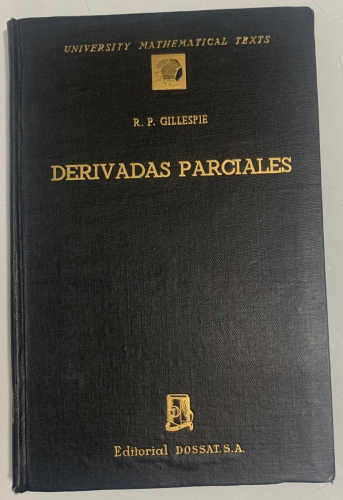 UNIVERSITY MATHEMATICAL TEXTS
R. P. GILLESPIE
DERIVADAS PARCIALES
Editorial DOSSAT, S.A.